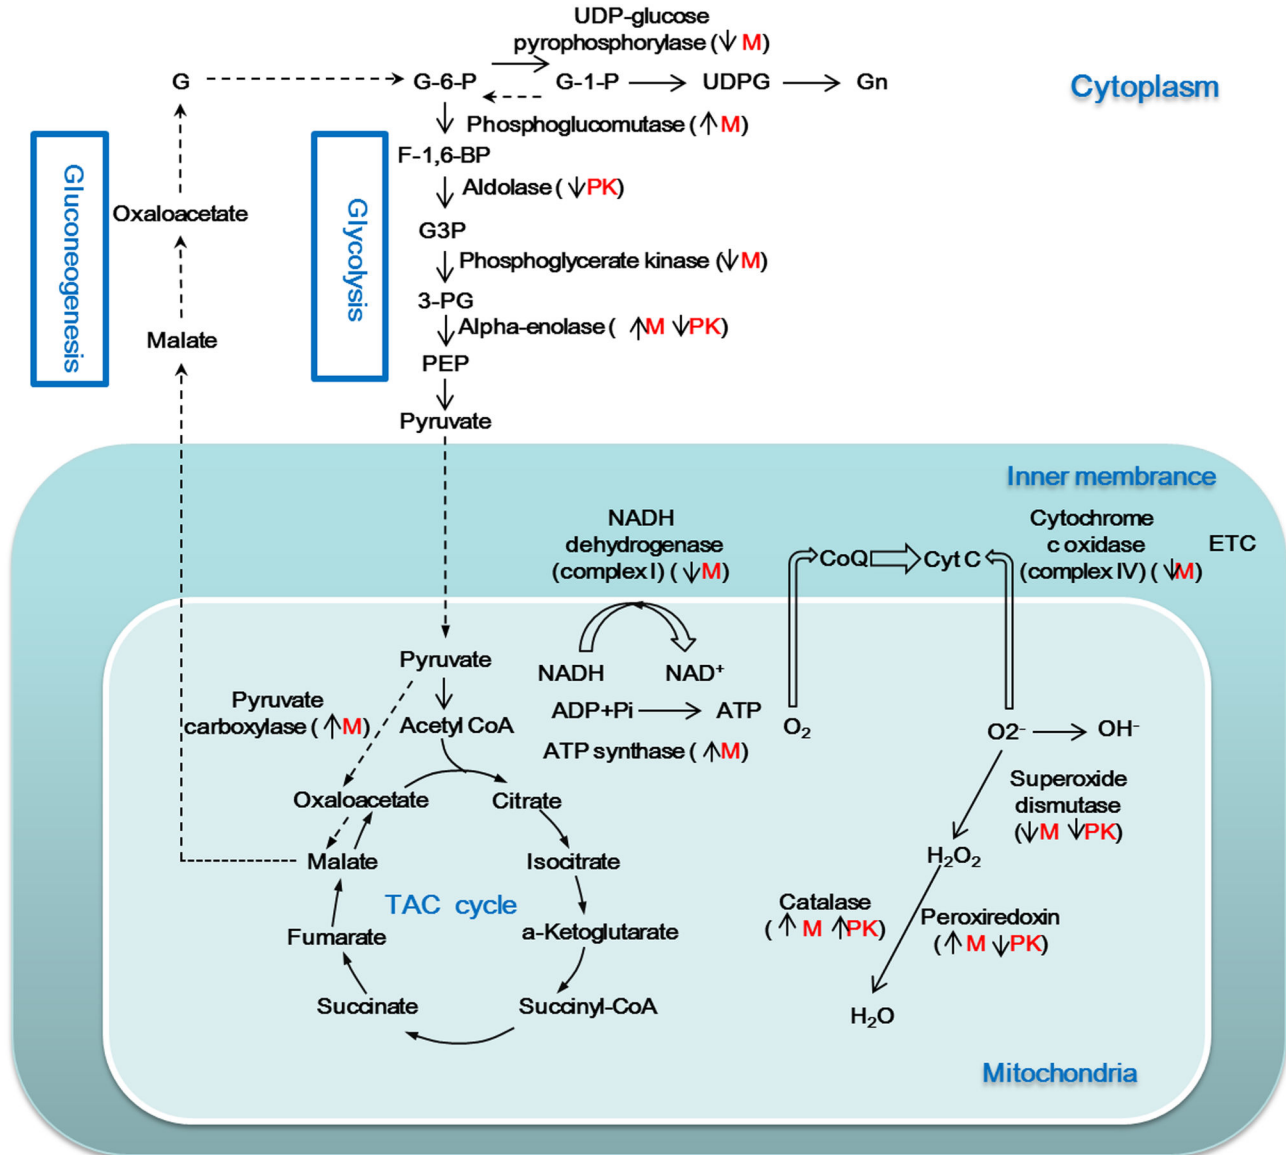 UDP-glucose
pyrophosphorylase (↓ M)
G
G-6-P
G-1-P
UDPG
Gn
Cytoplasm
Phosphoglucomutase (↑ M)
F-1,6-BP
Aldolase (↓PK)
Gluconeogenesis
Glycolysis
Oxaloacetate
G3P
Phosphoglycerate kinase (↓M)
3-PG
Alpha-enolase ( ↑M ↓PK)
Malate
PEP
Pyruvate
Inner membrance
NADH
dehydrogenase
(complex I) (↓M)
CoQ
Cyt C
Cytochrome
c oxidase
(complex IV) (↓M)
ETC
Pyruvate
NADH
NAD⁺
Pyruvate
carboxylase (↑M)
Acetyl CoA
ADP+Pi
ATP
ATP synthase (↑M)
O₂
O2⁻
OH⁻
Superoxide
dismutase
(↓M ↓PK)
Oxaloacetate
Citrate
Malate
Isocitrate
H₂O₂
TAC cycle
Catalase
(↑ M ↑PK)
Peroxiredoxin
(↑ M ↓PK)
Fumarate
a-Ketoglutarate
Succinate
Succinyl-CoA
H₂O
Mitochondria